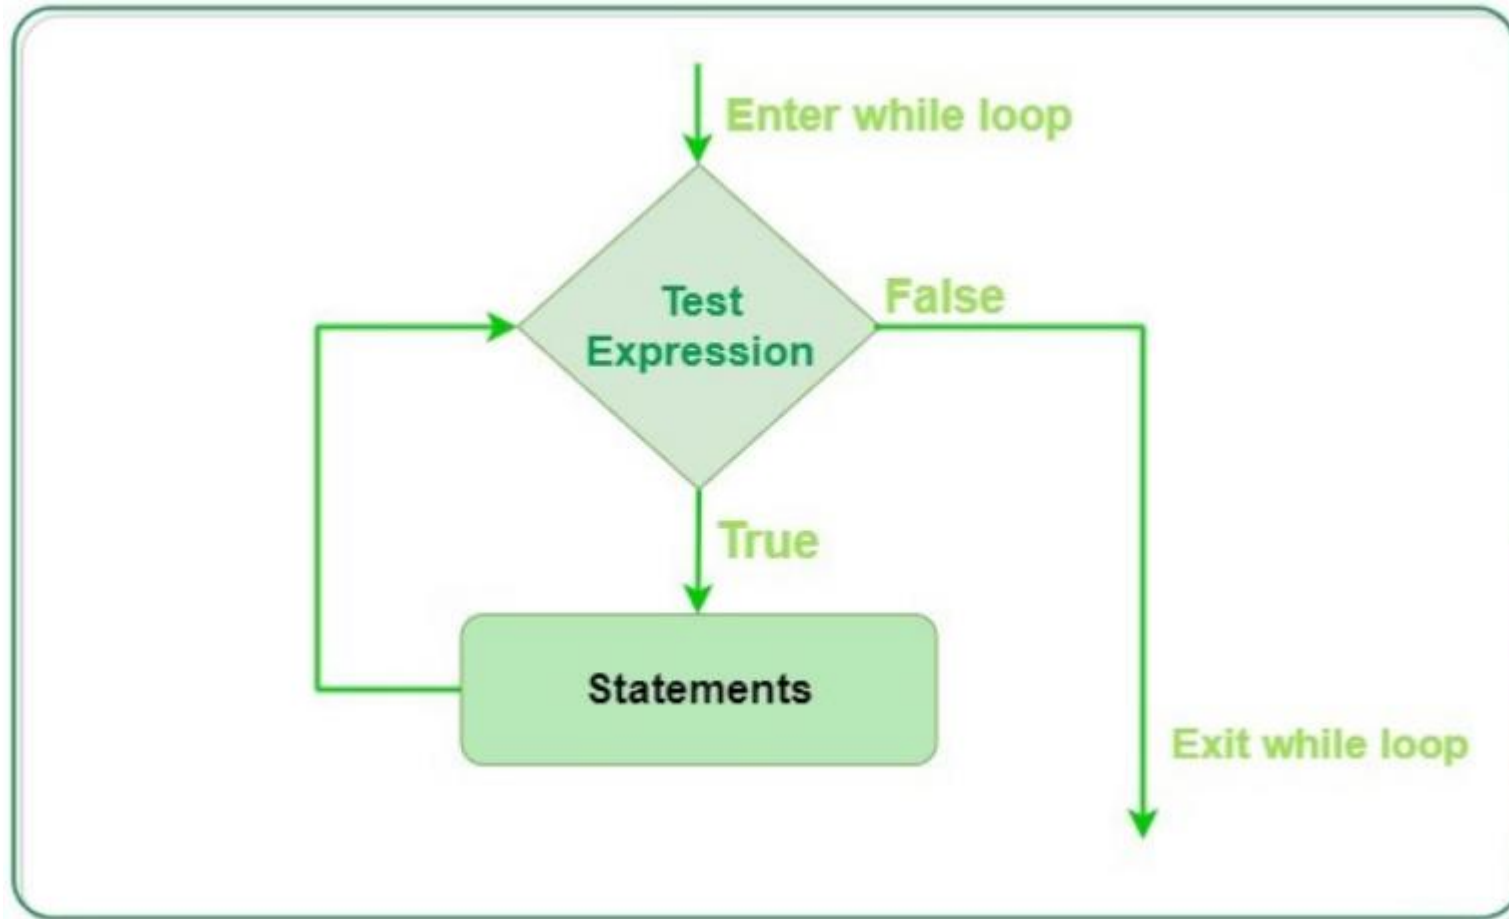 Enter while loop
Test
Expression
False
True
Statements
Exit while loop